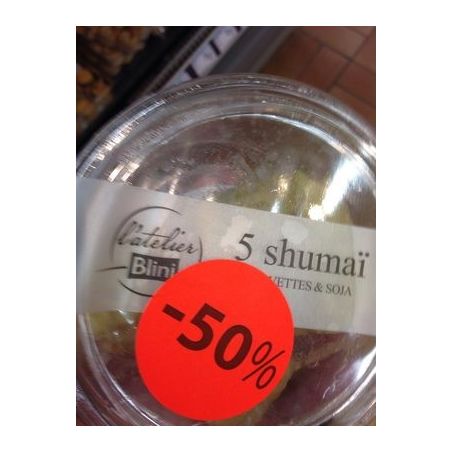 l'atelier
Blini
5 shumaï
VETTES & SOJA
-50%